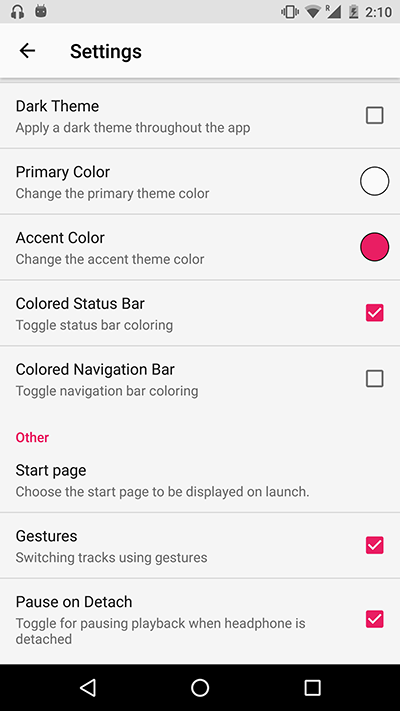 R 2:10
Settings
Dark Theme
Apply a dark theme throughout the app
Primary Color
Change the primary theme color
Accent Color
Change the accent theme color
Colored Status Bar
Toggle status bar coloring
Colored Navigation Bar
Toggle navigation bar coloring
Other
Start page
Choose the start page to be displayed on launch.
Gestures
Switching tracks using gestures
Pause on Detach
Toggle for pausing playback when headphone is
detached